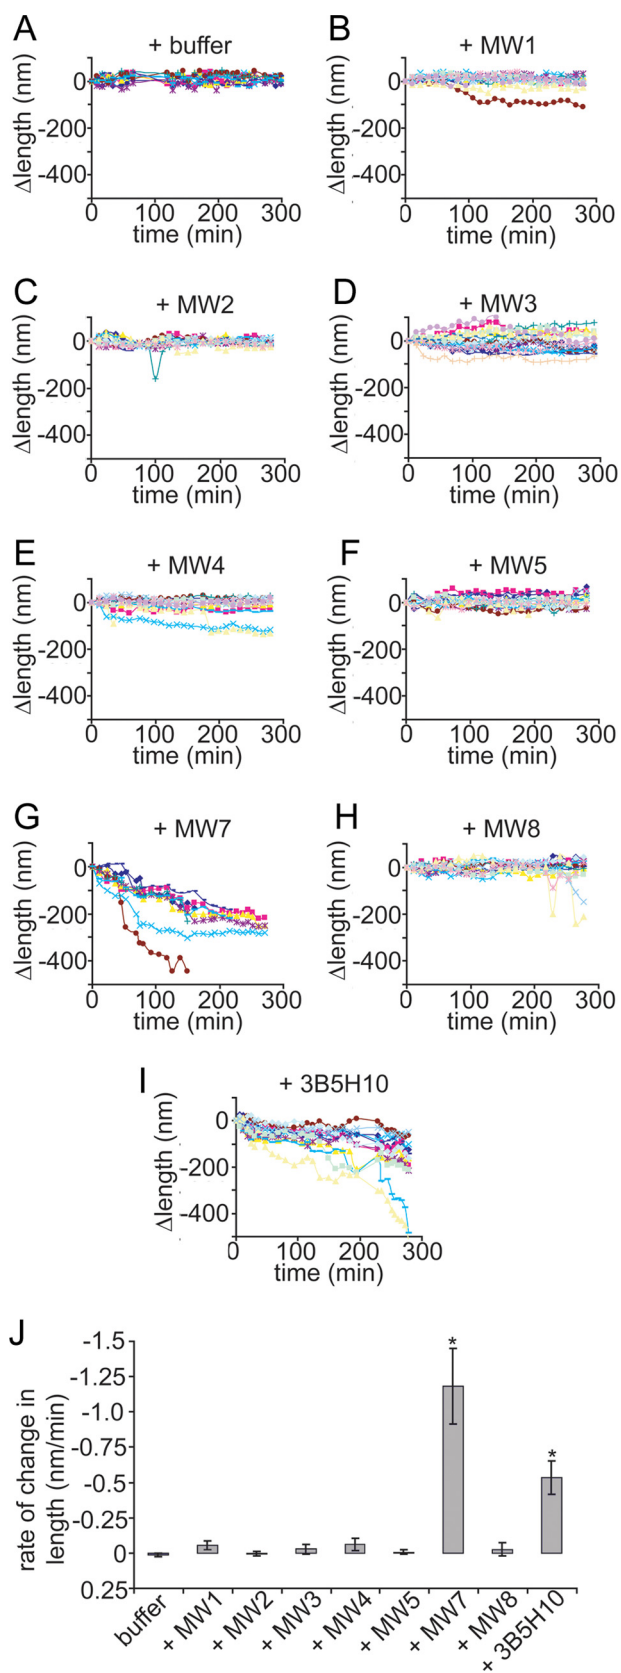 A
+ buffer
Δlength (nm)
0
-200
-400
0 100 200 300
time (min)
B
+ MW1
Δlength (nm)
0
-200
-400
0 100 200 300
time (min)
C
+ MW2
Δlength (nm)
0
-200
-400
0 100 200 300
time (min)
D
+ MW3
Δlength (nm)
0
-200
-400
0 100 200 300
time (min)
E
+ MW4
Δlength (nm)
0
-200
-400
0 100 200 300
time (min)
F
+ MW5
Δlength (nm)
0
-200
-400
0 100 200 300
time (min)
G
+ MW7
Δlength (nm)
0
-200
-400
0 100 200 300
time (min)
H
+ MW8
Δlength (nm)
0
-200
-400
0 100 200 300
time (min)
I
+ 3B5H10
Δlength (nm)
0
-200
-400
0 100 200 300
time (min)
J
rate of change in
length (nm/min)
-1.5
-1.25
-1.0
-0.75
-0.5
-0.25
0
0.25
*
*
buffer
+ MW1
+ MW2
+ MW3
+ MW4
+ MW5
+ MW7
+ MW8
+ 3B5H10